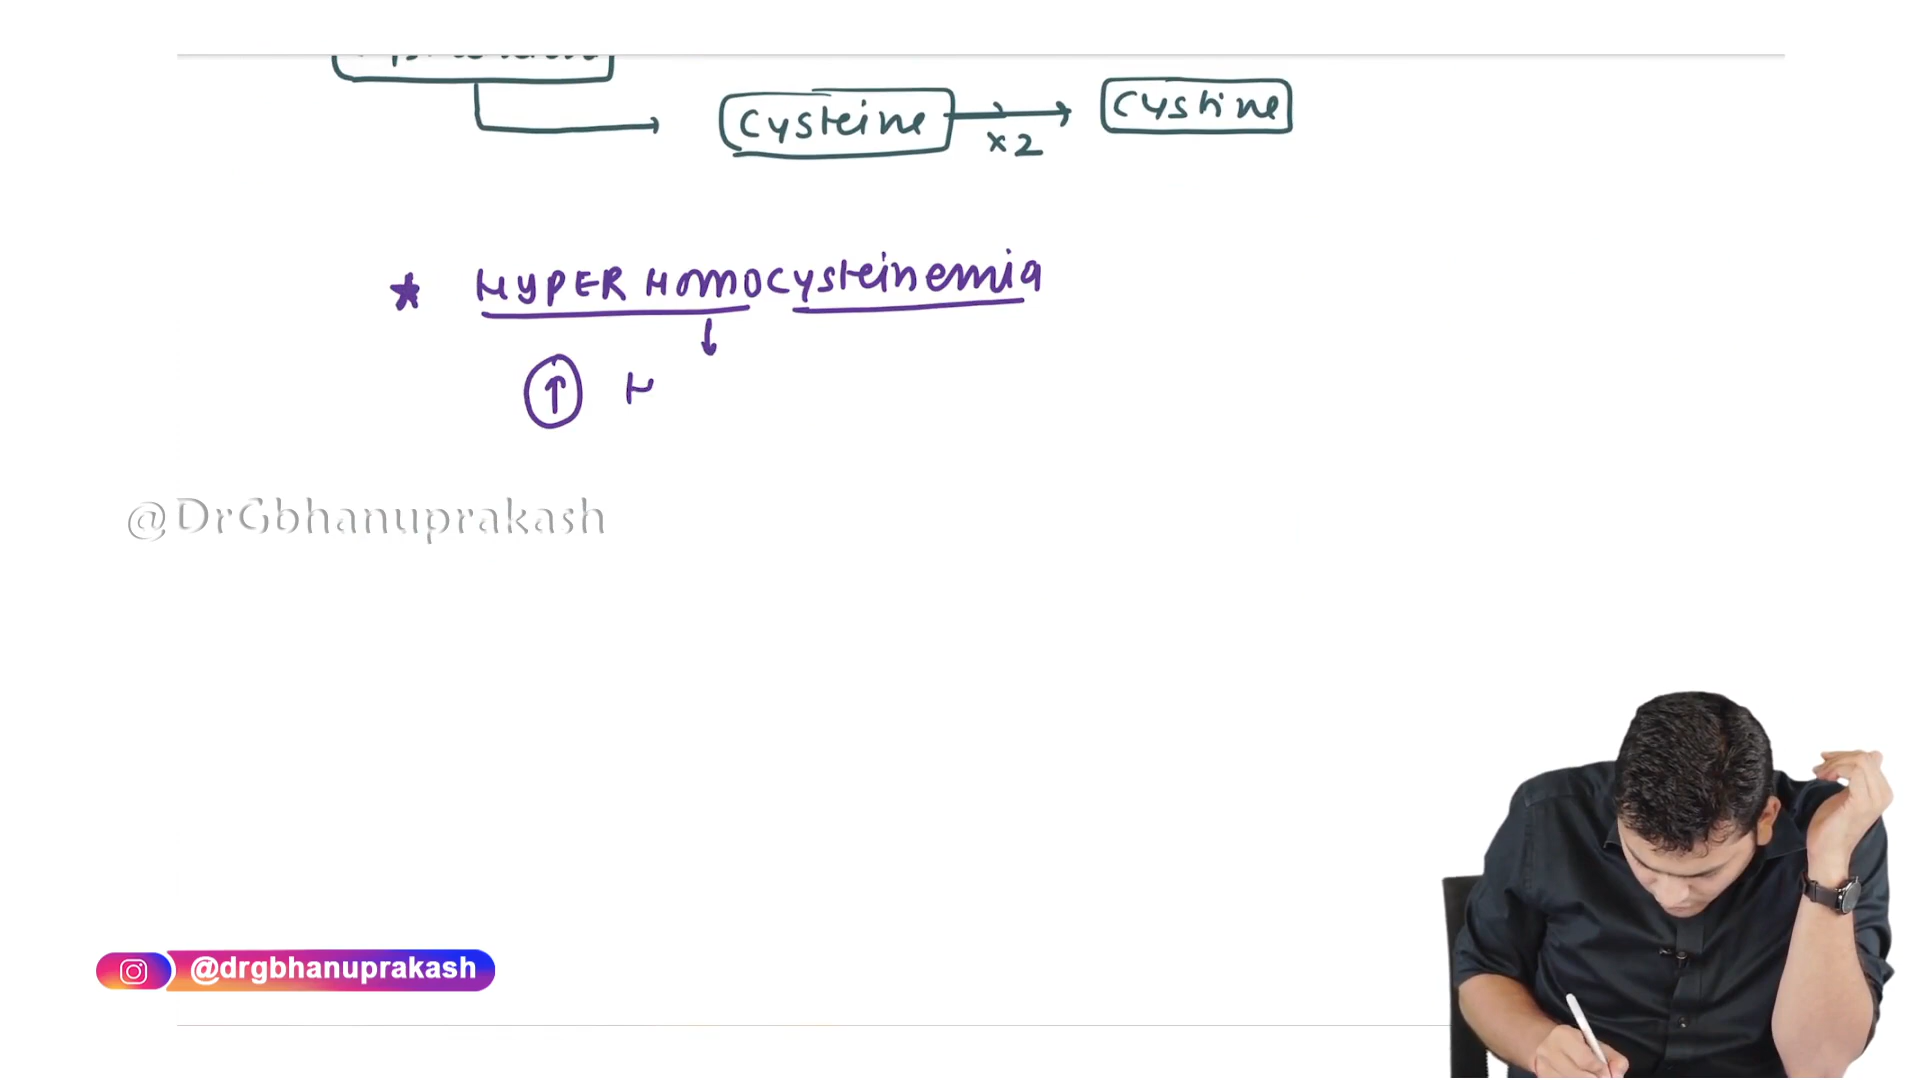 Cysteine → Cystine
x2
* HYPER HOMOCysteinemia
↓
↑ H
@DrGbhanuprakash
@drgbhanuprakash